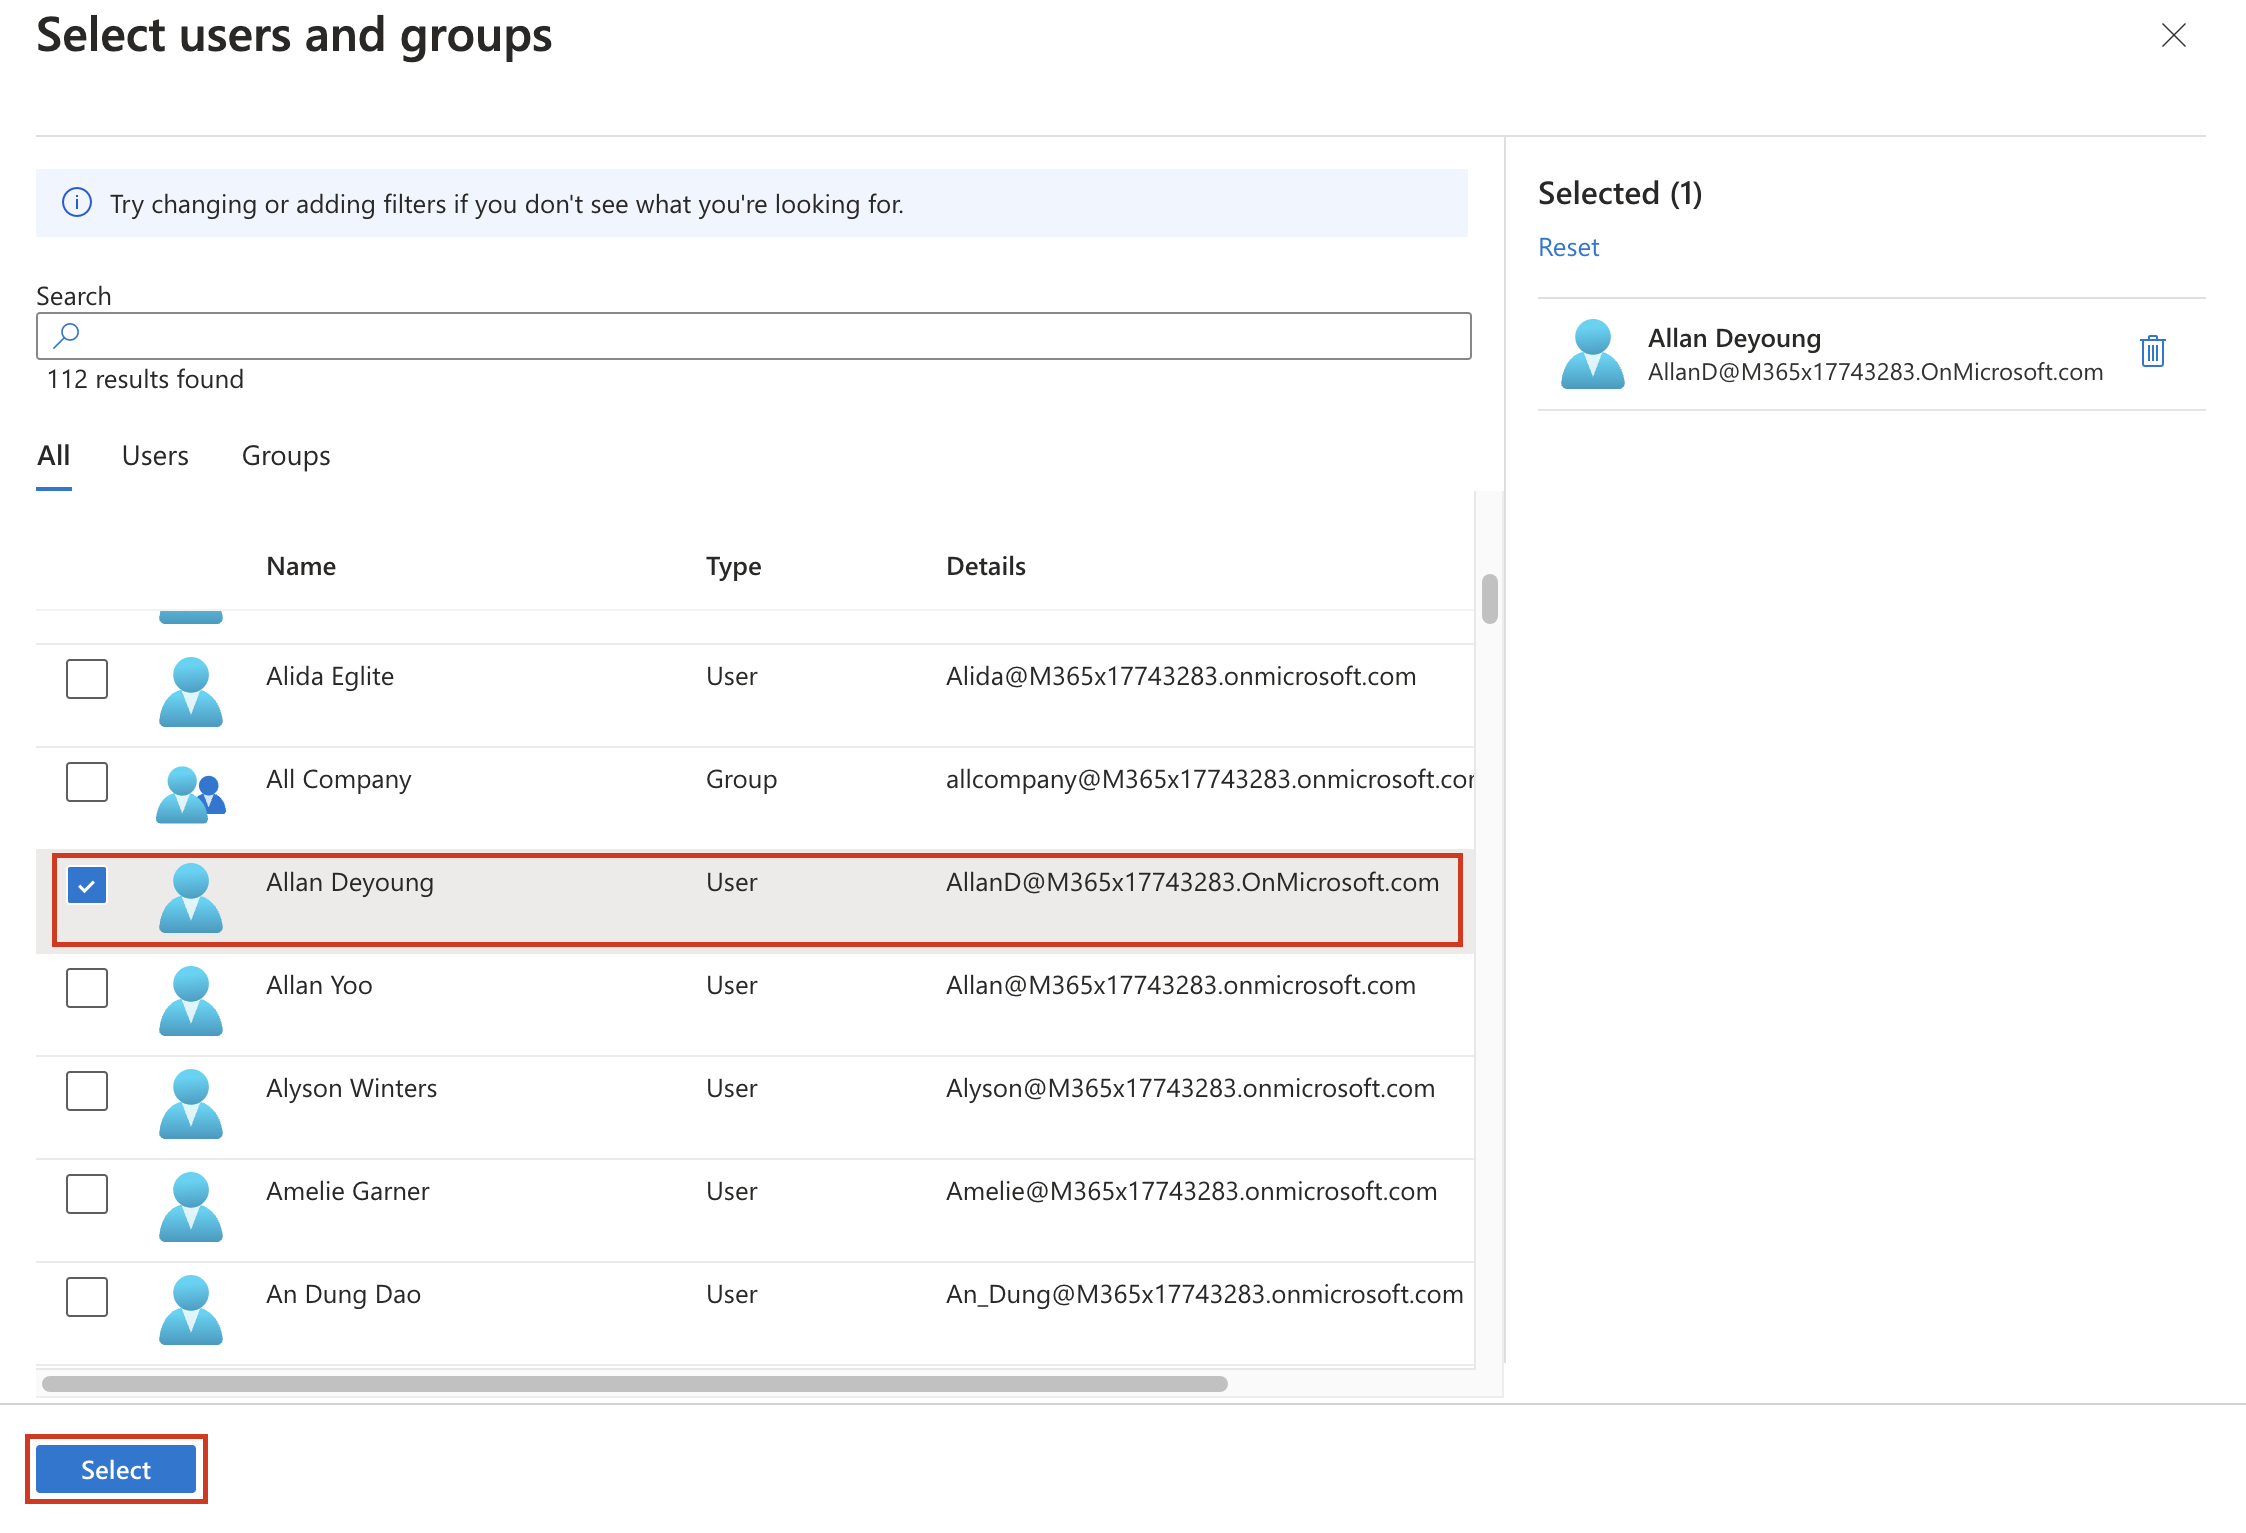 Select users and groups
Try changing or adding filters if you don't see what you're looking for.
Search
112 results found
All Users Groups
Name Type Details
Alida Eglite User Alida@M365x17743283.onmicrosoft.com
All Company Group allcompany@M365x17743283.onmicrosoft.co
Allan Deyoung User AllanD@M365x17743283.OnMicrosoft.com
Allan Yoo User Allan@M365x17743283.onmicrosoft.com
Alyson Winters User Alyson@M365x17743283.onmicrosoft.com
Amelie Garner User Amelie@M365x17743283.onmicrosoft.com
An Dung Dao User An_Dung@M365x17743283.onmicrosoft.com
Selected (1)
Reset
Allan Deyoung
AllanD@M365x17743283.OnMicrosoft.com
Select